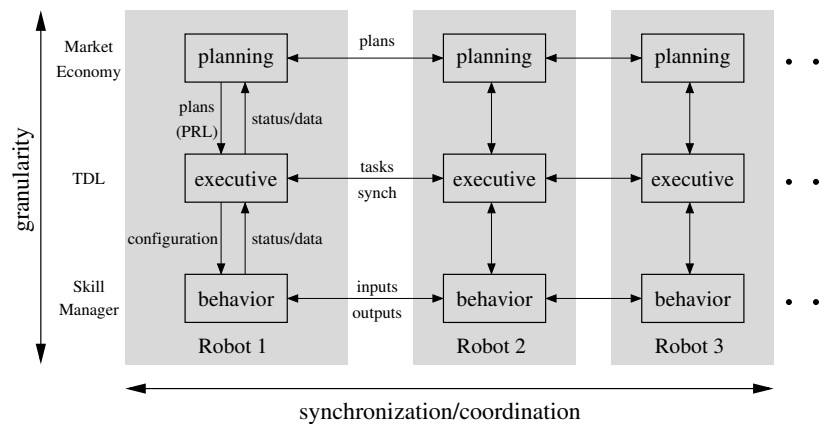 Market
Economy
planning
plans
planning
planning
plans
(PRL)
status/data
granularity
TDL
executive
tasks
synch
executive
executive
configuration
status/data
Skill
Manager
behavior
inputs
outputs
behavior
behavior
Robot 1
Robot 2
Robot 3
synchronization/coordination